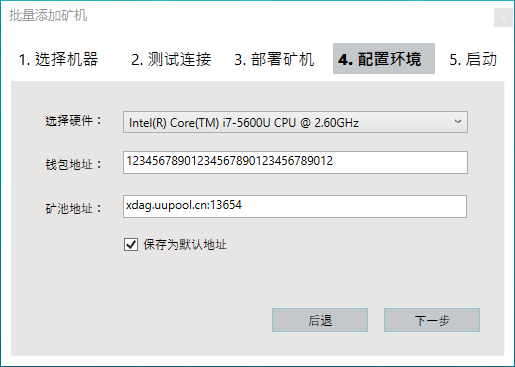 批量添加矿机
1. 选择机器 2. 测试连接 3. 部署矿机 4. 配置环境 5. 启动
选择硬件： Intel(R) Core(TM) i7-5600U CPU @ 2.60GHz
钱包地址： 12345678901234567890123456789012
矿池地址： xdag.uupool.cn:13654
保存为默认地址
后退 下一步